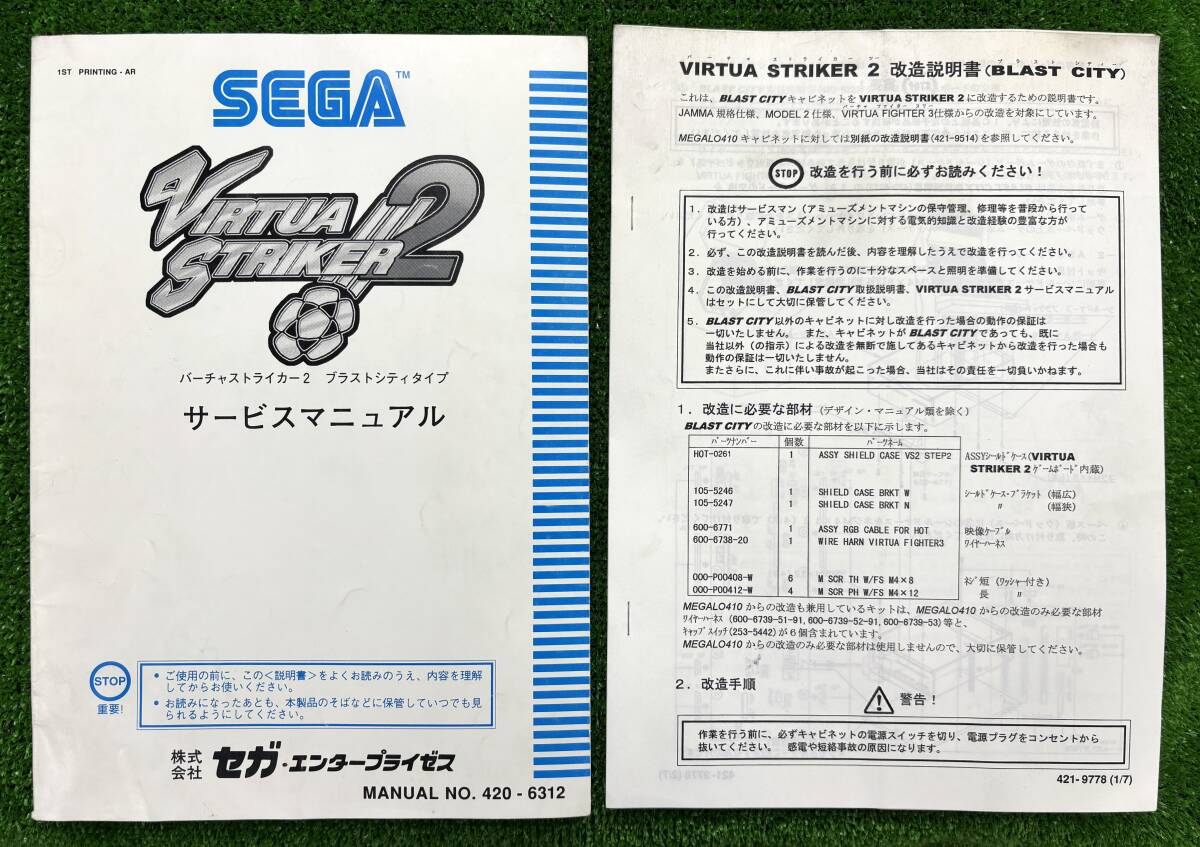 1ST PRINTING - AR
SEGA™
VIRTUA
STRIKER 2
バーチャストライカー2 ブラストシティタイプ
サービスマニュアル
STOP
重要!
• ご使用の前に、この＜説明書＞をよくお読みのうえ、内容を理解
してからお使いください。
• お読みになったあとも、本製品のそばなどに保管していつでも見
られるようにしてください。
株式
会社 セガ・エンタープライゼス
MANUAL NO. 420 - 6312
バーチャ ストライカー ツー ブラスト シティー
VIRTUA STRIKER 2 改造説明書(BLAST CITY)
これは、BLAST CITYキャビネットをVIRTUA STRIKER 2に改造するための説明書です。
バーチャ ファイター スリー
JAMMA規格仕様、MODEL 2仕様、VIRTUA FIGHTER 3仕様からの改造を対象にしています。
MEGALO410キャビネットに対しては別紙の改造説明書(421-9514)を参照してください。
STOP 改造を行う前に必ずお読みください！
1．改造はサービスマン（アミューズメントマシンの保守管理、修理等を普段から行って
いる方）、アミューズメントマシンに対する電気的知識と改造経験の豊富な方が
行ってください。
2．必ず、この改造説明書を読んだ後、内容を理解したうえで改造を行ってください。
3．改造を始める前に、作業を行うのに十分なスペースと照明を準備してください。
4．この改造説明書、BLAST CITY取扱説明書、VIRTUA STRIKER 2サービスマニュアル
はセットにして大切に保管してください。
5．BLAST CITY以外のキャビネットに対し改造を行った場合の動作の保証は
一切いたしません。 また、キャビネットがBLAST CITYであっても、既に
当社以外（の指示）による改造を無断で施してあるキャビネットから改造を行った場合も
動作の保証は一切いたしません。
またさらに、これに伴い事故が起こった場合、当社はその責任を一切負いかねます。
1．改造に必要な部材（デザイン・マニュアル類を除く）
BLAST CITYの改造に必要な部材を以下に示します。
ﾊﾟｰﾂﾅﾝﾊﾞｰ 個数 ﾊﾟｰﾂﾈｰﾑ
HOT-0261 1 ASSY SHIELD CASE VS2 STEP2 ASSYｼｰﾙﾄﾞｹｰｽ(VIRTUA
STRIKER 2ｹﾞｰﾑﾎﾞｰﾄﾞ内蔵)
105-5246 1 SHIELD CASE BRKT W ｼｰﾙﾄﾞｹｰｽ･ﾌﾞﾗｹｯﾄ (幅広)
105-5247 1 SHIELD CASE BRKT N 〃 (幅狭)
600-6771 1 ASSY RGB CABLE FOR HOT 映像ｹｰﾌﾞﾙ
600-6738-20 1 WIRE HARN VIRTUA FIGHTER3 ﾜｲﾔｰﾊｰﾈｽ
000-P00408-W 6 M SCR TH W/FS M4×8 ﾈｼﾞ 短 (ﾜｯｼｬｰ付き)
000-P00412-W 4 M SCR PH W/FS M4×12 長 〃
MEGALO410からの改造も兼用しているキットは、MEGALO410からの改造のみ必要な部材
ﾜｲﾔｰﾊｰﾈｽ(600-6739-51-91,600-6739-52-91,600-6739-53)等と、
ｷｬｯﾌﾟｽｲｯﾁ(253-5442)が6個含まれています。
MEGALO410からの改造のみ必要な部材は使用しませんので、大切に保管してください。
2．改造手順
警告！
作業を行う前に、必ずキャビネットの電源スイッチを切り、電源プラグをコンセントから
抜いてください。 感電や短絡事故の原因になります。
421-9778 (1/7)